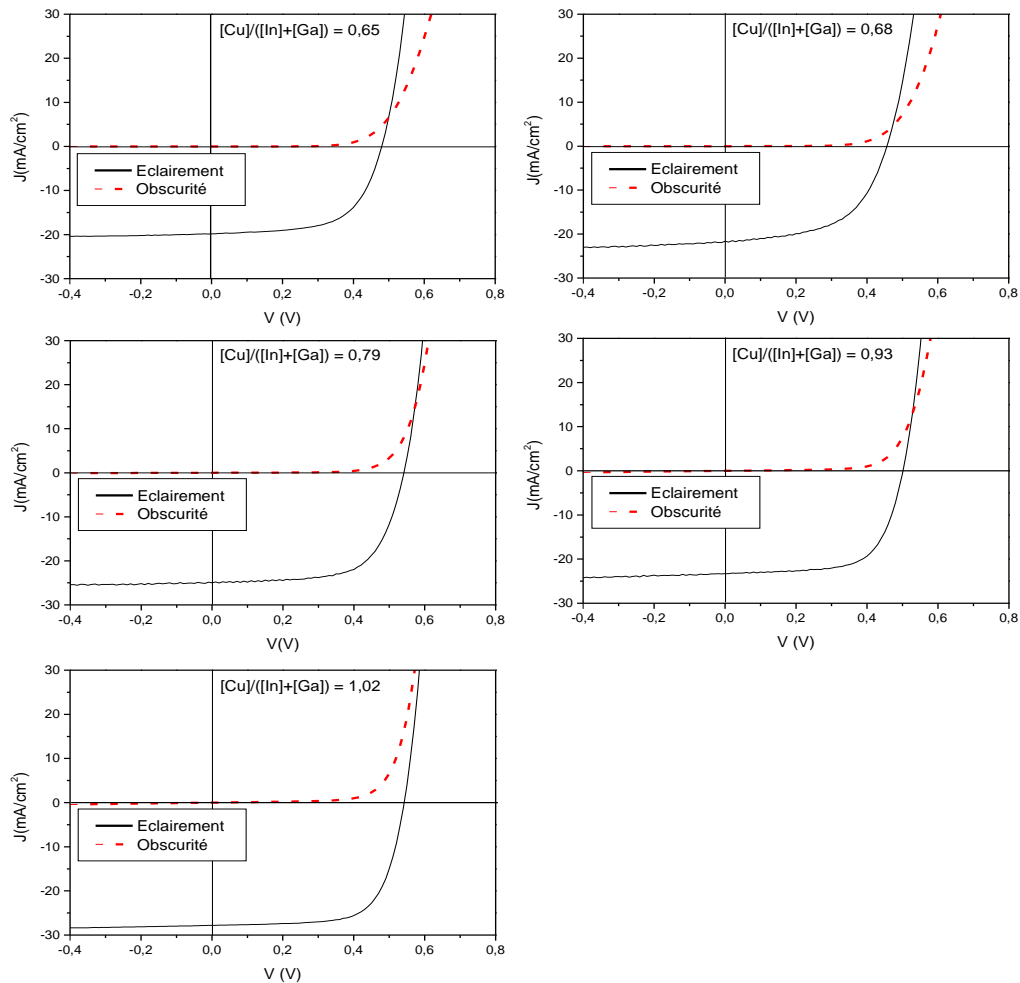 [Cu]/([In]+[Ga]) = 0,65
J(mA/cm²)
30
20
10
0
-10
-20
-30
Eclairement
Obscurité
-0,4 -0,2 0,0 0,2 0,4 0,6 0,8
V (V)
[Cu]/([In]+[Ga]) = 0,68
J(mA/cm²)
30
20
10
0
-10
-20
-30
Eclairement
Obscurité
-0,4 -0,2 0,0 0,2 0,4 0,6 0,8
V (V)
[Cu]/([In]+[Ga]) = 0,79
J(mA/cm²)
30
20
10
0
-10
-20
-30
Eclairement
Obscurité
-0,4 -0,2 0,0 0,2 0,4 0,6 0,8
V(V)
[Cu]/([In]+[Ga]) = 0,93
J(mA/cm²)
30
20
10
0
-10
-20
-30
Eclairement
Obscurité
-0,4 -0,2 0,0 0,2 0,4 0,6 0,8
V (V)
[Cu]/([In]+[Ga]) = 1,02
J(mA/cm²)
30
20
10
0
-10
-20
-30
Eclairement
Obscurité
-0,4 -0,2 0,0 0,2 0,4 0,6 0,8
V (V)